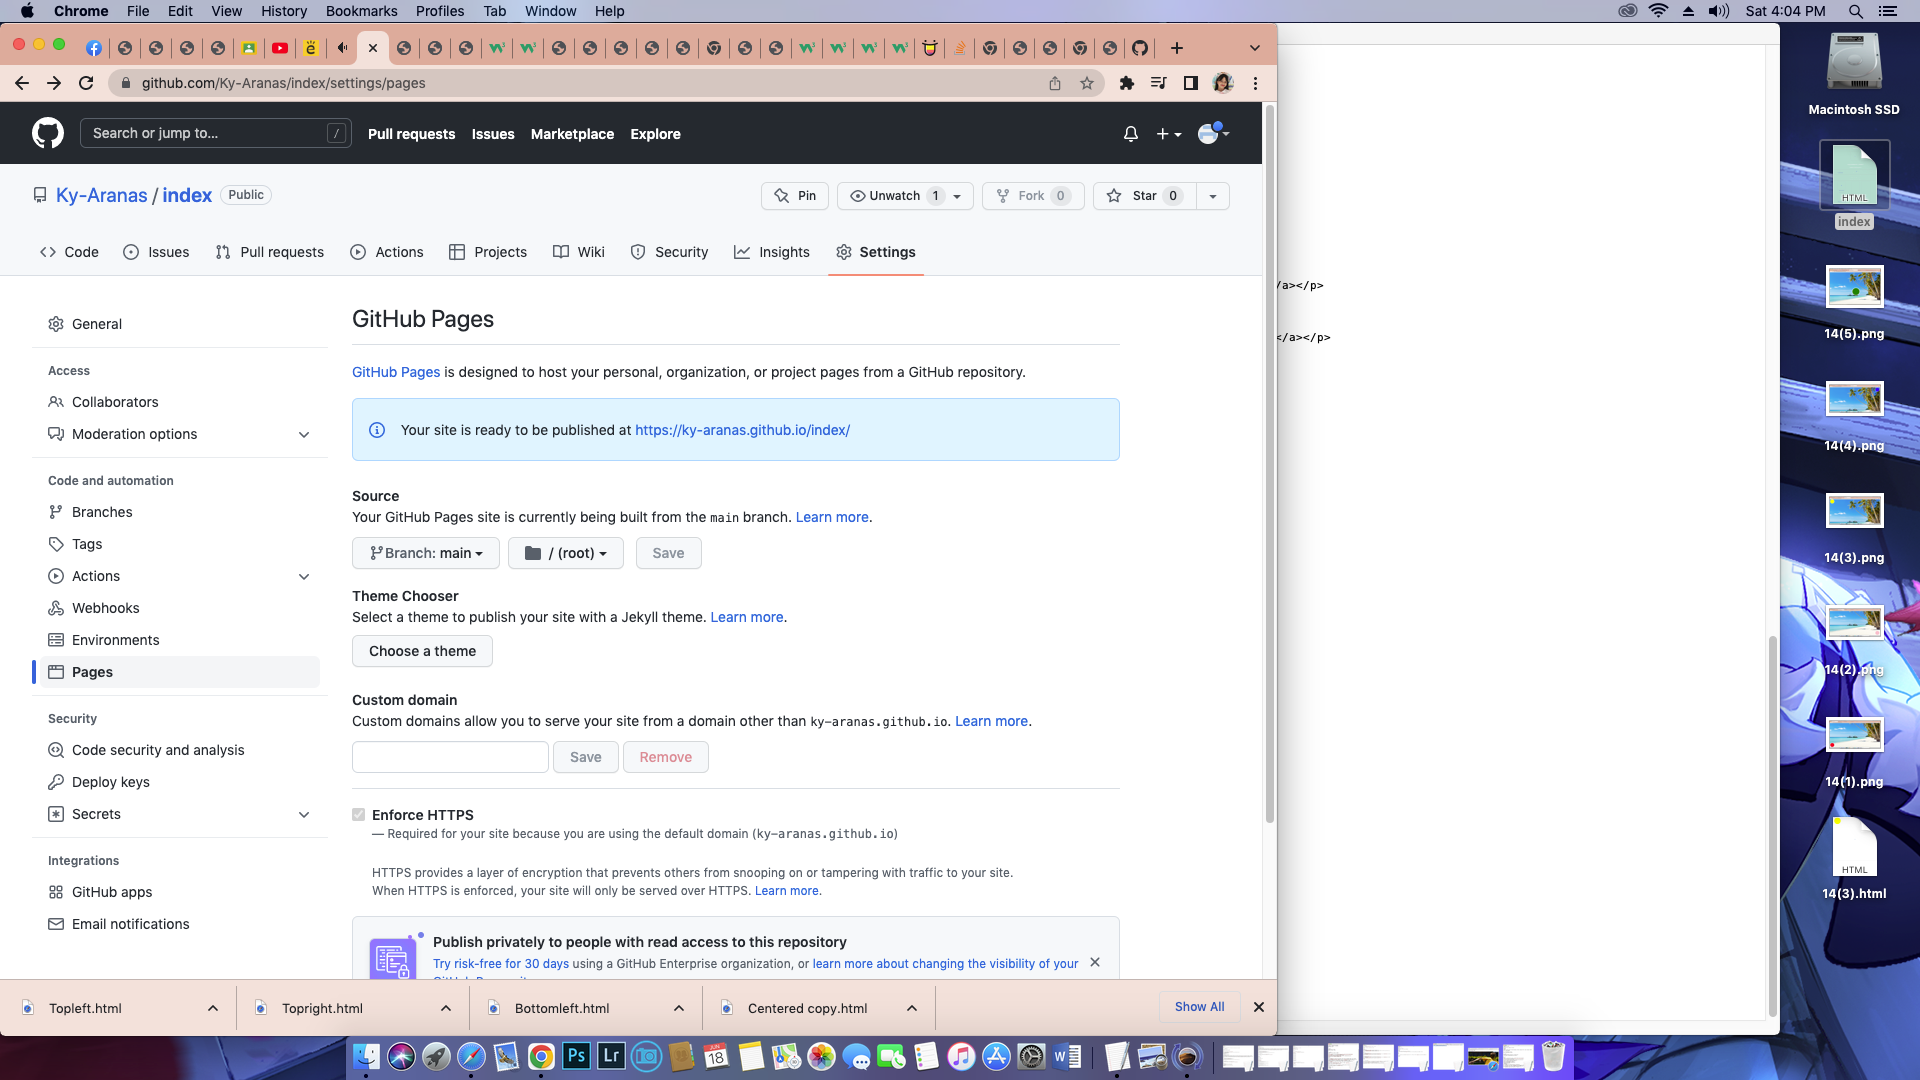 Chrome File Edit View History Bookmarks Profiles Tab Window Help
Sat 4:04 PM
github.com/Ky-Aranas/index/settings/pages
Search or jump to... /
Pull requests Issues Marketplace Explore
Ky-Aranas / index Public
Pin Unwatch 1 Fork 0 Star 0
Code Issues Pull requests Actions Projects Wiki Security Insights Settings
General
Access
Collaborators
Moderation options
Code and automation
Branches
Tags
Actions
Webhooks
Environments
Pages
Security
Code security and analysis
Deploy keys
Secrets
Integrations
GitHub apps
Email notifications
GitHub Pages
GitHub Pages is designed to host your personal, organization, or project pages from a GitHub repository.
Your site is ready to be published at https://ky-aranas.github.io/index/
Source
Your GitHub Pages site is currently being built from the main branch. Learn more.
Branch: main / (root) Save
Theme Chooser
Select a theme to publish your site with a Jekyll theme. Learn more.
Choose a theme
Custom domain
Custom domains allow you to serve your site from a domain other than ky-aranas.github.io. Learn more.
Save Remove
Enforce HTTPS
— Required for your site because you are using the default domain (ky-aranas.github.io)
HTTPS provides a layer of encryption that prevents others from snooping on or tampering with traffic to your site.
When HTTPS is enforced, your site will only be served over HTTPS. Learn more.
Publish privately to people with read access to this repository
Try risk-free for 30 days using a GitHub Enterprise organization, or learn more about changing the visibility of your
/a></p>
</a></p>
Macintosh SSD
HTML
index
14(5).png
14(4).png
14(3).png
14(2).png
14(1).png
HTML
14(3).html
Topleft.html Topright.html Bottomleft.html Centered copy.html Show All
Ps Lr JUN 18 W